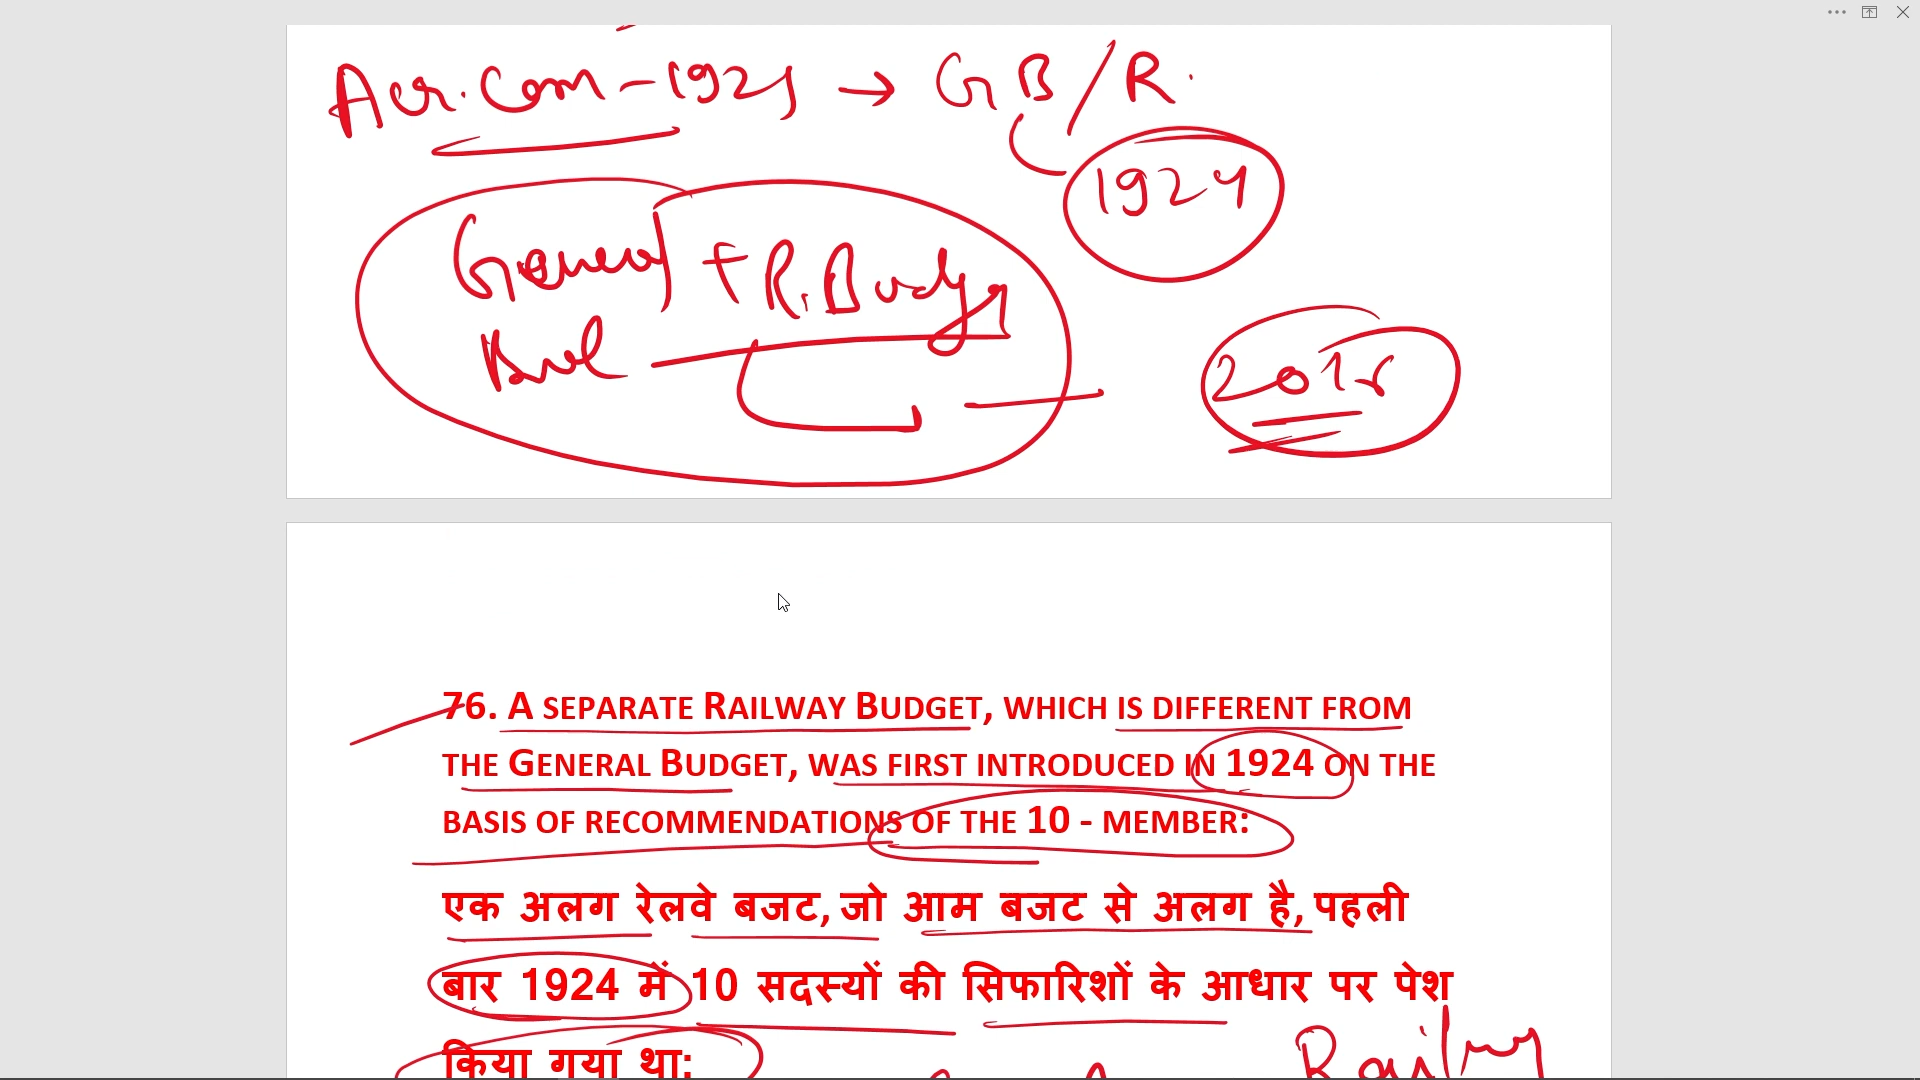 Acr. Com - 1921 → GB/R.
1924
General + R. Budg
Bud
2016
76. A SEPARATE RAILWAY BUDGET, WHICH IS DIFFERENT FROM
THE GENERAL BUDGET, WAS FIRST INTRODUCED IN 1924 ON THE
BASIS OF RECOMMENDATIONS OF THE 10 - MEMBER:
एक अलग रेलवे बजट, जो आम बजट से अलग है, पहली
बार 1924 में 10 सदस्यों की सिफारिशों के आधार पर पेश
किया गया था:
Railway